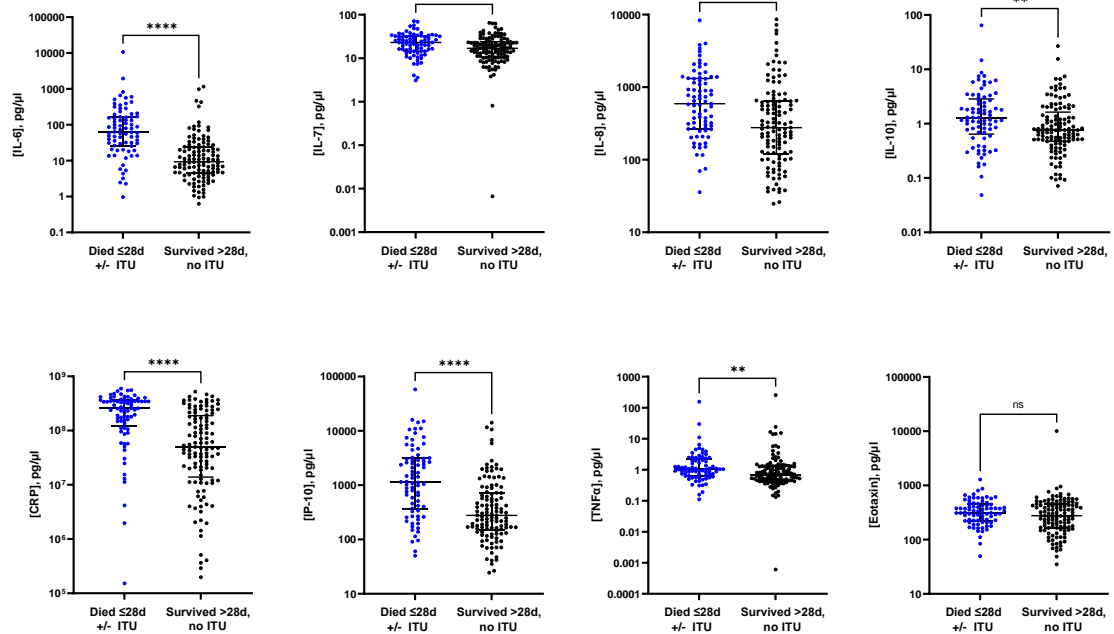 100000
10000
1000
100
10
1
0.1
[IL-6], pg/µl
****
Died ≤28d
+/- ITU
Survived >28d,
no ITU
100
10
1
0.1
0.01
0.001
[IL-7], pg/µl
Died ≤28d
+/- ITU
Survived >28d,
no ITU
10000
1000
100
10
[IL-8], pg/µl
Died ≤28d
+/- ITU
Survived >28d,
no ITU
100
10
1
0.1
0.01
[IL-10], pg/µl
**
Died ≤28d
+/- ITU
Survived >28d,
no ITU
10⁹
10⁸
10⁷
10⁶
10⁵
[CRP], pg/µl
****
Died ≤28d
+/- ITU
Survived >28d,
no ITU
100000
10000
1000
100
10
[IP-10], pg/µl
****
Died ≤28d
+/- ITU
Survived >28d,
no ITU
1000
100
10
1
0.1
0.01
0.001
0.0001
[TNFα], pg/µl
**
Died ≤28d
+/- ITU
Survived >28d,
no ITU
100000
10000
1000
100
10
[Eotaxin], pg/µl
ns
Died ≤28d
+/- ITU
Survived >28d,
no ITU